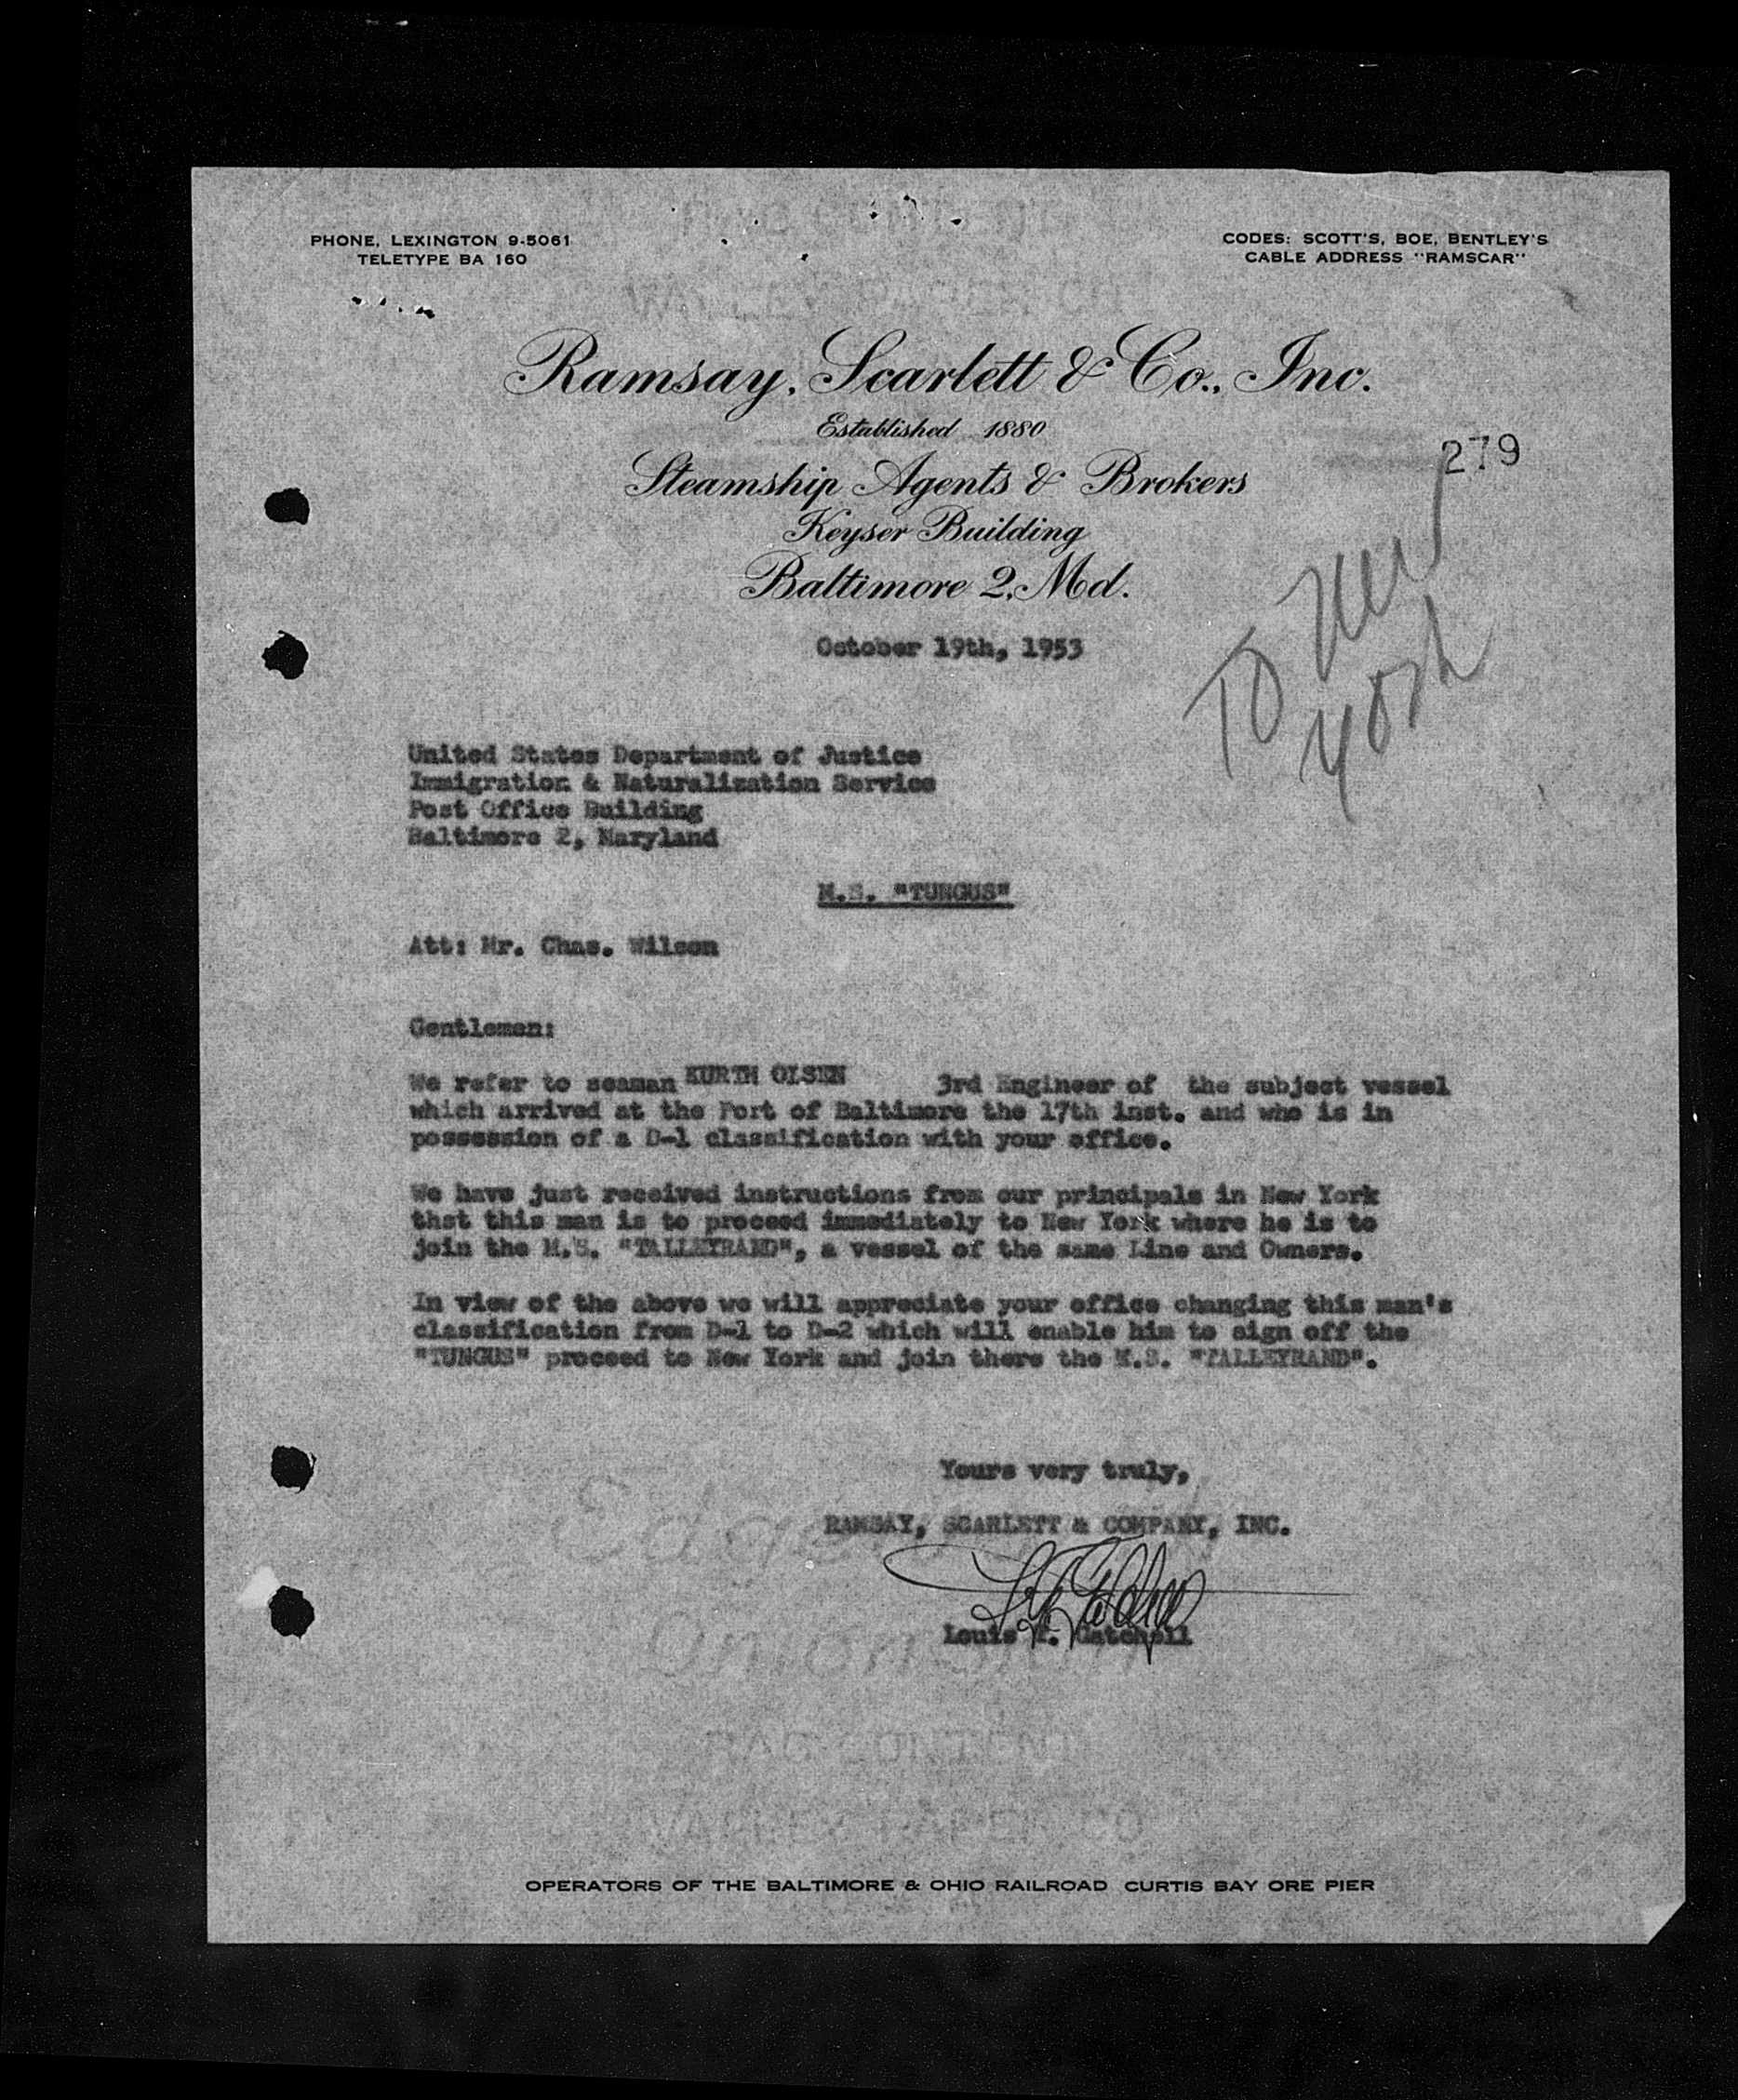 PHONE, LEXINGTON 9-5061
TELETYPE BA 160
CODES: SCOTT'S, BOE, BENTLEY'S
CABLE ADDRESS "RAMSCAR"
Ramsay, Scarlett & Co., Inc.
Established 1880
279
Steamship Agents & Brokers
Keyser Building
Baltimore 2, Md.
To New
York
October 19th, 1953
United States Department of Justice
Immigration & Naturalization Service
Post Office Building
Baltimore 2, Maryland
M.S. "TUNGUS"
Att: Mr. Chas. Wilson
Gentlemen:
We refer to seaman KURTH OLSEN 3rd Engineer of the subject vessel
which arrived at the Port of Baltimore the 17th inst. and who is in
possession of a D-1 classification with your office.
We have just received instructions from our principals in New York
that this man is to proceed immediately to New York where he is to
join the M.S. "TALLEYRAND", a vessel of the same Line and Owners.
In view of the above we will appreciate your office changing this man's
classification from D-1 to D-2 which will enable him to sign off the
"TUNGUS" proceed to New York and join there the M.S. "TALLEYRAND".
Yours very truly,
RAMSAY, SCARLETT & COMPANY, INC.
Louis Gatchell
OPERATORS OF THE BALTIMORE & OHIO RAILROAD CURTIS BAY ORE PIER